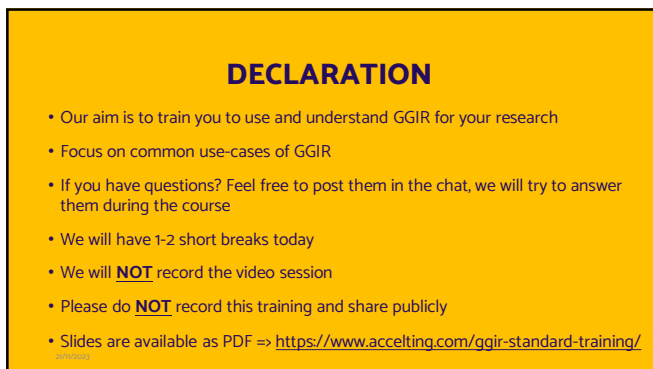 DECLARATION
• Our aim is to train you to use and understand GGIR for your research
• Focus on common use-cases of GGIR
• If you have questions? Feel free to post them in the chat, we will try to answer
them during the course
• We will have 1-2 short breaks today
• We will NOT record the video session
• Please do NOT record this training and share publicly
• Slides are available as PDF => https://www.accelting.com/ggir-standard-training/
21/11/2023